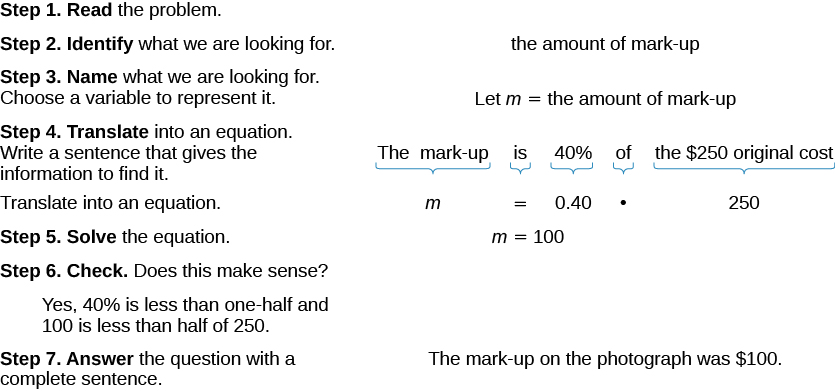 Step 1. Read the problem.
Step 2. Identify what we are looking for. the amount of mark-up
Step 3. Name what we are looking for.
Choose a variable to represent it. Let m = the amount of mark-up
Step 4. Translate into an equation.
Write a sentence that gives the The mark-up is 40% of the $250 original cost
information to find it.
Translate into an equation. m = 0.40 • 250
Step 5. Solve the equation. m = 100
Step 6. Check. Does this make sense?
Yes, 40% is less than one-half and
100 is less than half of 250.
Step 7. Answer the question with a The mark-up on the photograph was $100.
complete sentence.